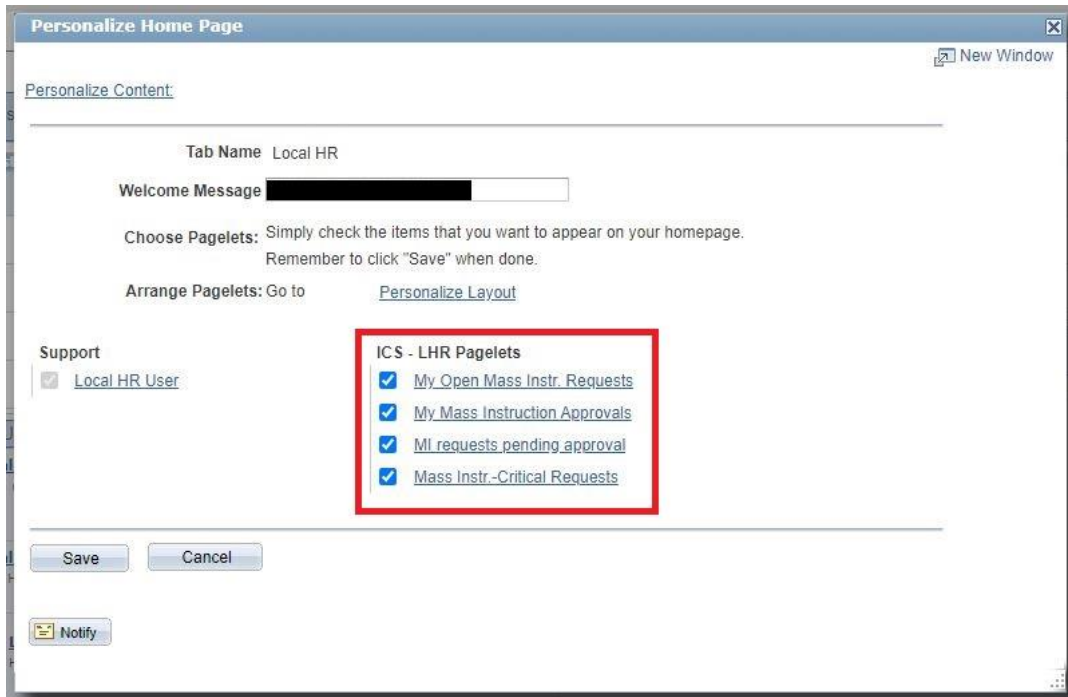 Personalize Home Page
New Window
Personalize Content:
Tab Name Local HR
Welcome Message
Choose Pagelets: Simply check the items that you want to appear on your homepage.
Remember to click "Save" when done.
Arrange Pagelets: Go to Personalize Layout
Support
Local HR User
ICS - LHR Pagelets
My Open Mass Instr. Requests
My Mass Instruction Approvals
MI requests pending approval
Mass Instr.-Critical Requests
Save Cancel
Notify